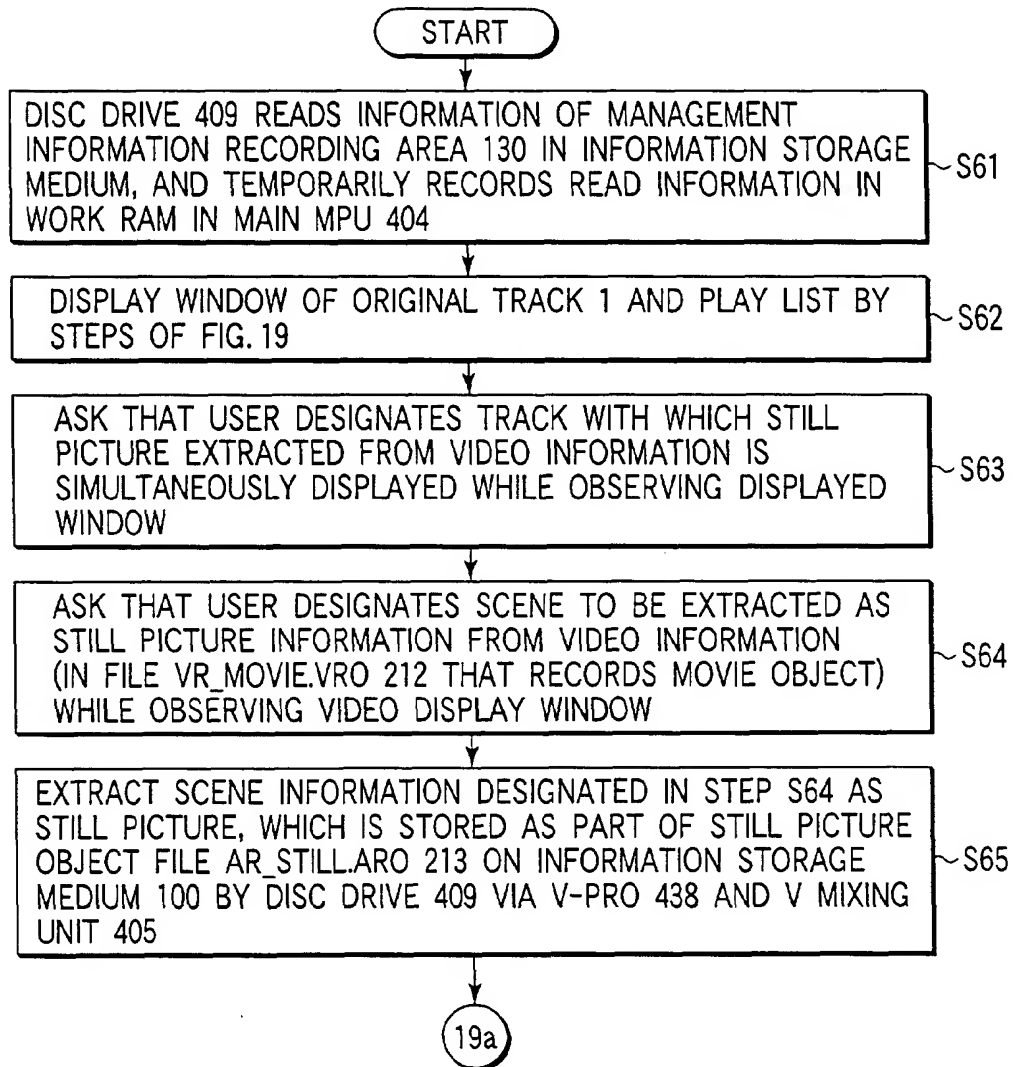 START
DISC DRIVE 409 READS INFORMATION OF MANAGEMENT
INFORMATION RECORDING AREA 130 IN INFORMATION STORAGE
MEDIUM, AND TEMPORARILY RECORDS READ INFORMATION IN
WORK RAM IN MAIN MPU 404
S61
DISPLAY WINDOW OF ORIGINAL TRACK 1 AND PLAY LIST BY
STEPS OF FIG. 19
S62
ASK THAT USER DESIGNATES TRACK WITH WHICH STILL
PICTURE EXTRACTED FROM VIDEO INFORMATION IS
SIMULTANEOUSLY DISPLAYED WHILE OBSERVING DISPLAYED
WINDOW
S63
ASK THAT USER DESIGNATES SCENE TO BE EXTRACTED AS
STILL PICTURE INFORMATION FROM VIDEO INFORMATION
(IN FILE VR_MOVIE.VRO 212 THAT RECORDS MOVIE OBJECT)
WHILE OBSERVING VIDEO DISPLAY WINDOW
S64
EXTRACT SCENE INFORMATION DESIGNATED IN STEP S64 AS
STILL PICTURE, WHICH IS STORED AS PART OF STILL PICTURE
OBJECT FILE AR_STILL.ARO 213 ON INFORMATION STORAGE
MEDIUM 100 BY DISC DRIVE 409 VIA V-PRO 438 AND V MIXING
UNIT 405
S65
19a